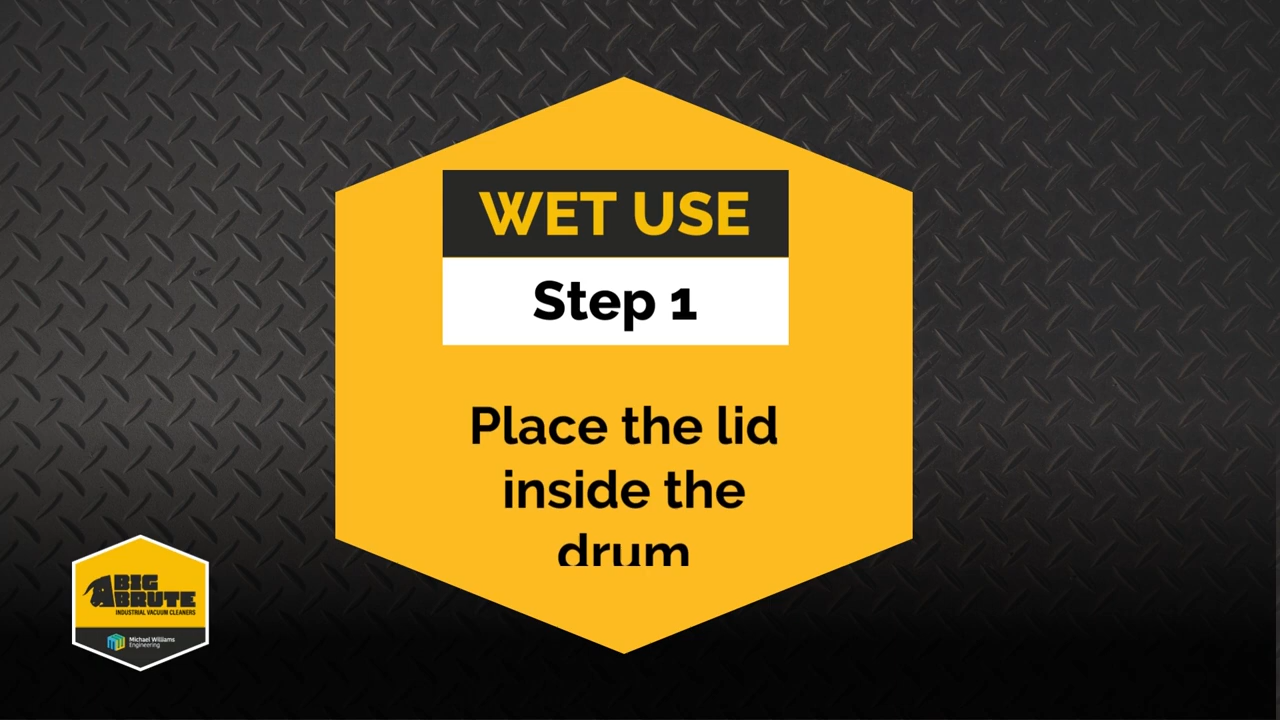 WET USE
Step 1
Place the lid
inside the
drum
BIG
BRUTE
INDUSTRIAL VACUUM CLEANERS
Michael Williams
Engineering